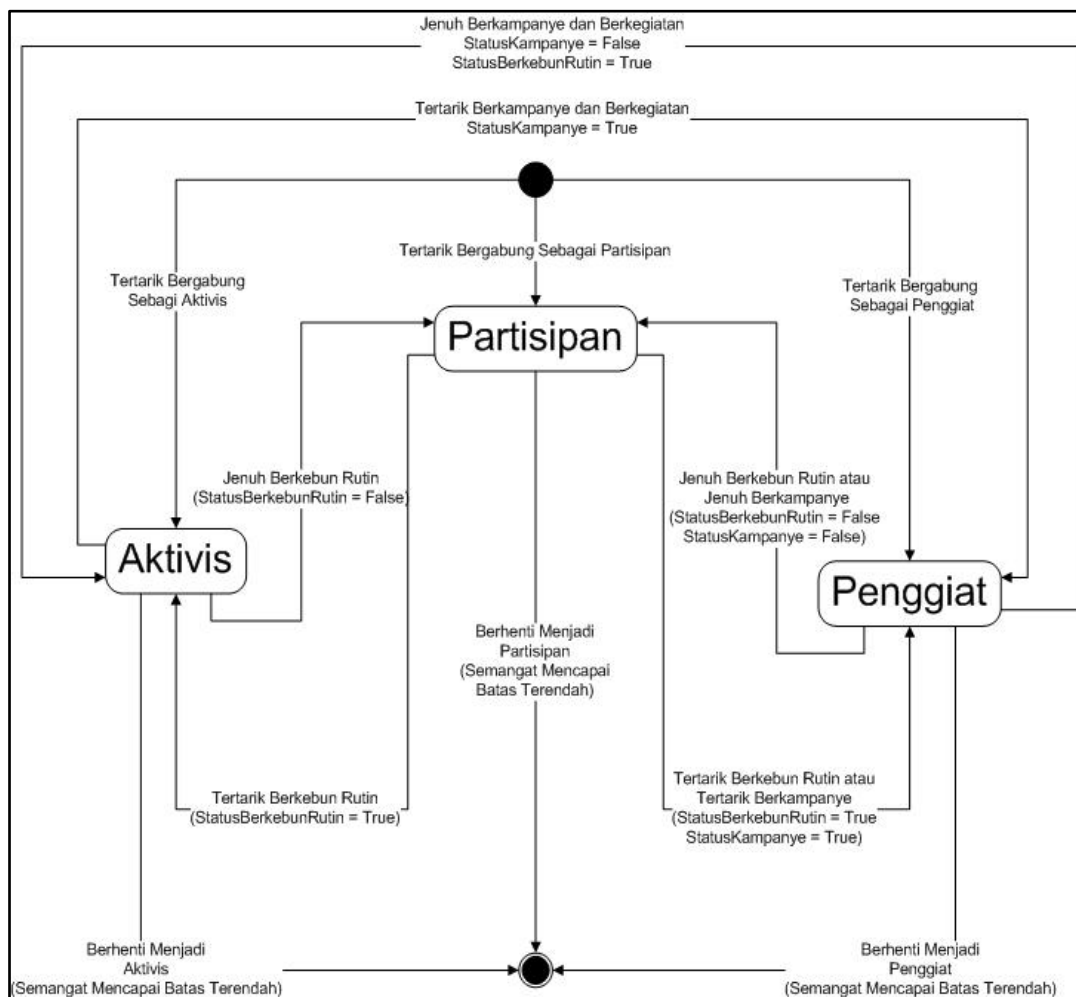 Jenuh Berkampanye dan Berkegiatan
StatusKampanye = False
StatusBerkebunRutin = True
Tertarik Berkampanye dan Berkegiatan
StatusKampanye = True
Tertarik Bergabung Sebagai Partisipan
Tertarik Bergabung
Sebagi Aktivis
Tertarik Bergabung
Sebagai Penggiat
Partisipan
Jenuh Berkebun Rutin
(StatusBerkebunRutin = False)
Jenuh Berkebun Rutin atau
Jenuh Berkampanye
(StatusBerkebunRutin = False
StatusKampanye = False)
Aktivis
Penggiat
Berhenti Menjadi
Partisipan
(Semangat Mencapai
Batas Terendah)
Tertarik Berkebun Rutin
(StatusBerkebunRutin = True)
Tertarik Berkebun Rutin atau
Tertarik Berkampanye
(StatusBerkebunRutin = True
StatusKampanye = True)
Berhenti Menjadi
Aktivis
(Semangat Mencapai Batas Terendah)
Berhenti Menjadi
Penggiat
(Semangat Mencapai Batas Terendah)